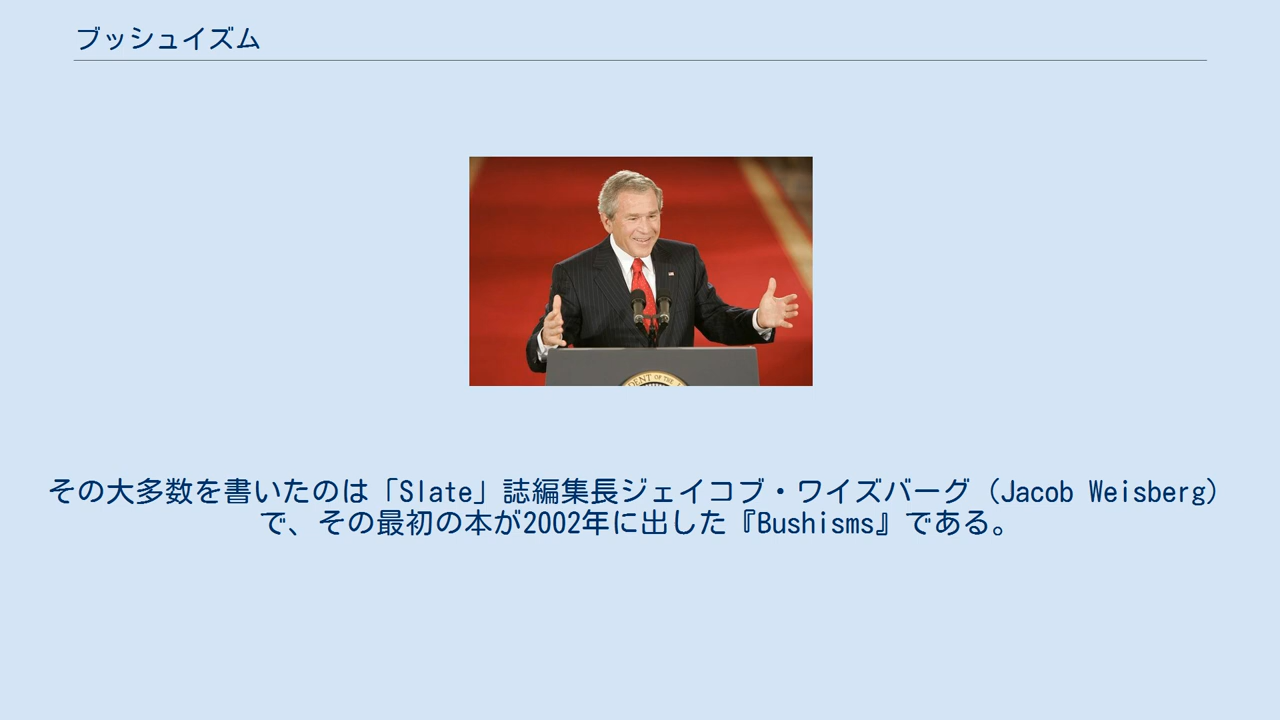 ブッシュイズム
DENT OF THE
その大多数を書いたのは「Slate」誌編集長ジェイコブ・ワイズバーグ（Jacob Weisberg）
で、その最初の本が2002年に出した『Bushisms』である。